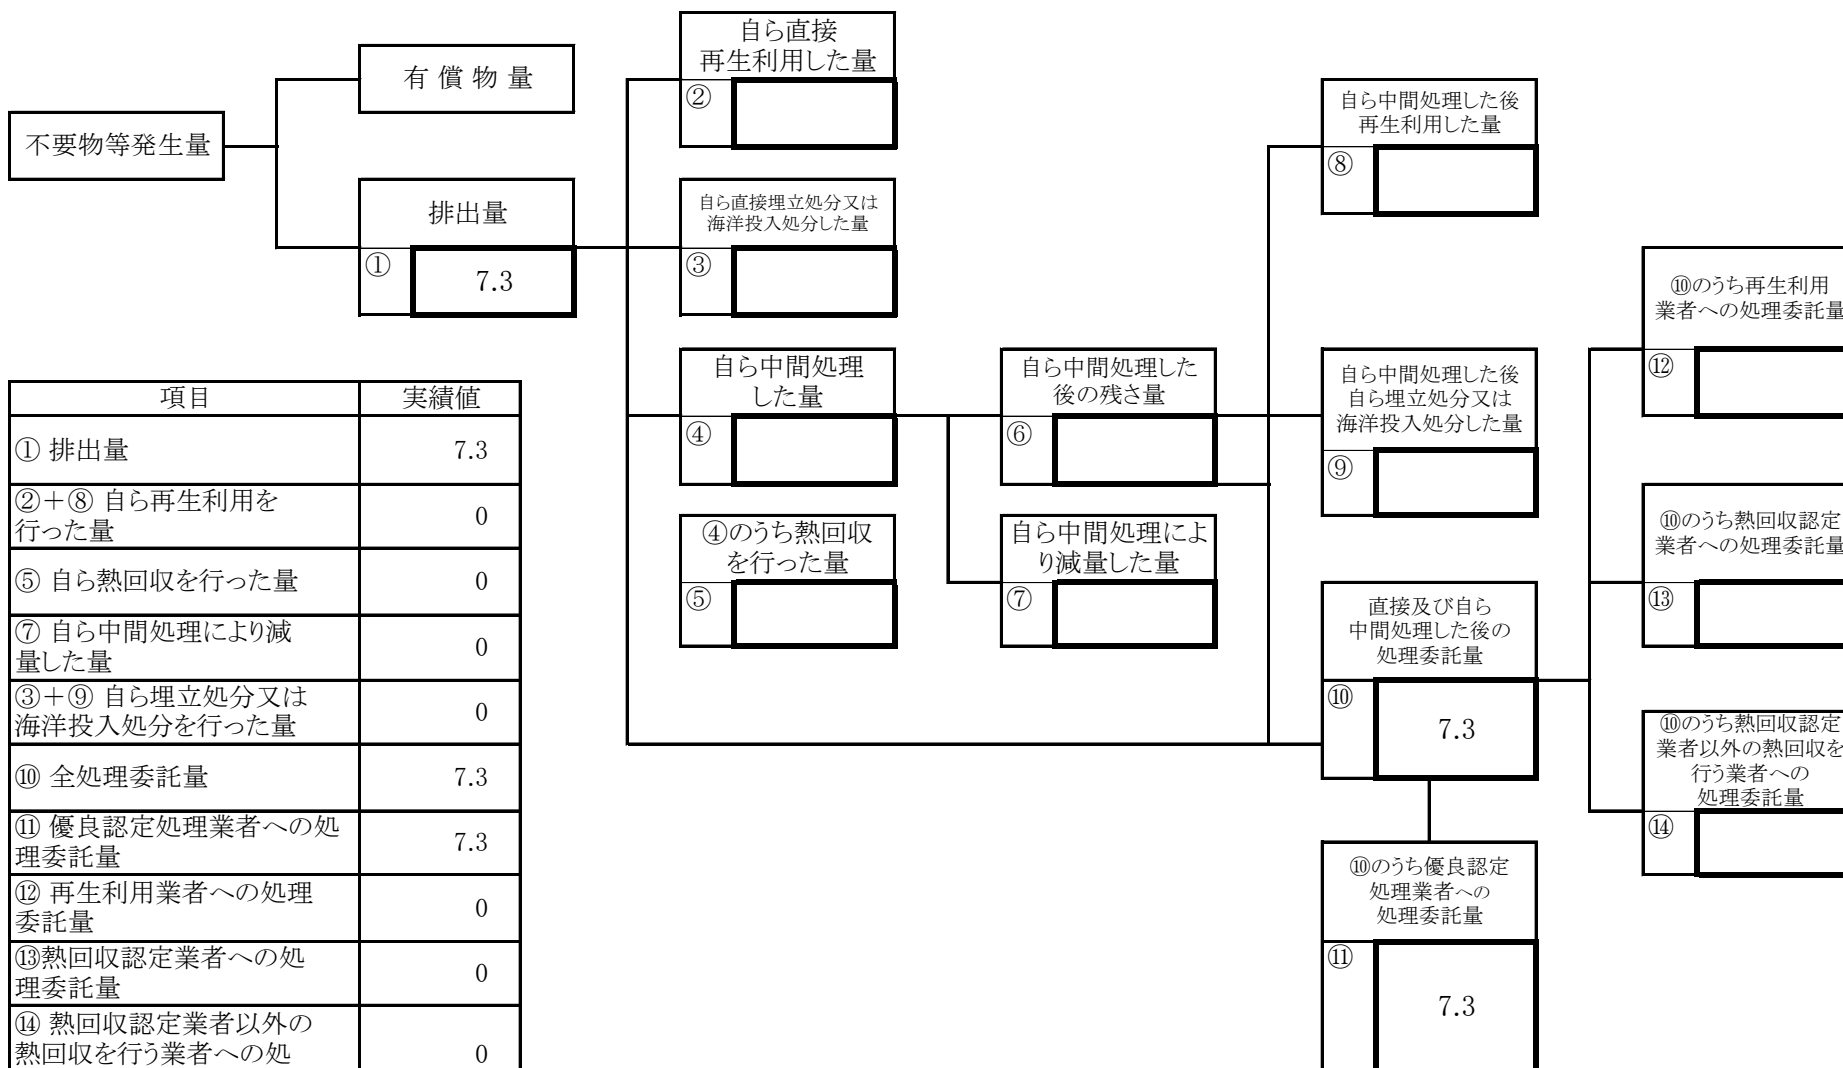 不要物等発生量
有償物量
排出量
①
7.3
自ら直接
再生利用した量
②
自ら直接埋立処分又は
海洋投入処分した量
③
自ら中間処理
した量
④
④のうち熱回収
を行った量
⑤
自ら中間処理した
後の残さ量
⑥
自ら中間処理によ
り減量した量
⑦
自ら中間処理した後
再生利用した量
⑧
自ら中間処理した後
自ら埋立処分又は
海洋投入処分した量
⑨
直接及び自ら
中間処理した後の
処理委託量
⑩
7.3
⑩のうち優良認定
処理業者への
処理委託量
⑪
7.3
⑩のうち再生利用
業者への処理委託量
⑫
⑩のうち熱回収認定
業者への処理委託量
⑬
⑩のうち熱回収認定
業者以外の熱回収を
行う業者への
処理委託量
⑭
項目 実績値
① 排出量 7.3
②＋⑧ 自ら再生利用を
行った量 0
⑤ 自ら熱回収を行った量 0
⑦ 自ら中間処理により減
量した量 0
③＋⑨ 自ら埋立処分又は
海洋投入処分を行った量 0
⑩ 全処理委託量 7.3
⑪ 優良認定処理業者への処
理委託量 7.3
⑫ 再生利用業者への処理
委託量 0
⑬熱回収認定業者への処
理委託量 0
⑭ 熱回収認定業者以外の
熱回収を行う業者への処 0